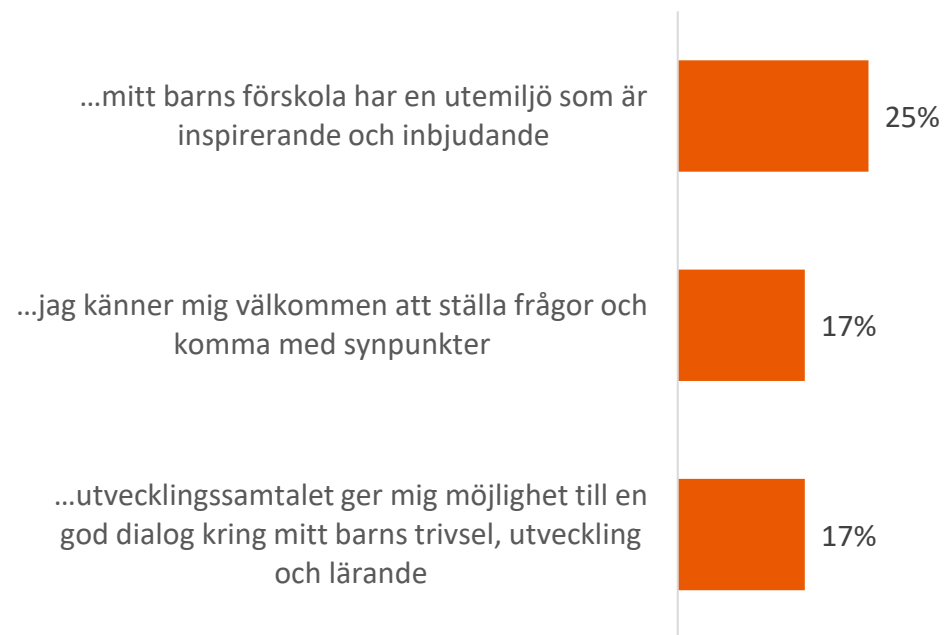 ...mitt barns förskola har en utemiljö som är
inspirerande och inbjudande
25%
...jag känner mig välkommen att ställa frågor och
komma med synpunkter
17%
...utvecklingssamtalet ger mig möjlighet till en
god dialog kring mitt barns trivsel, utveckling
och lärande
17%